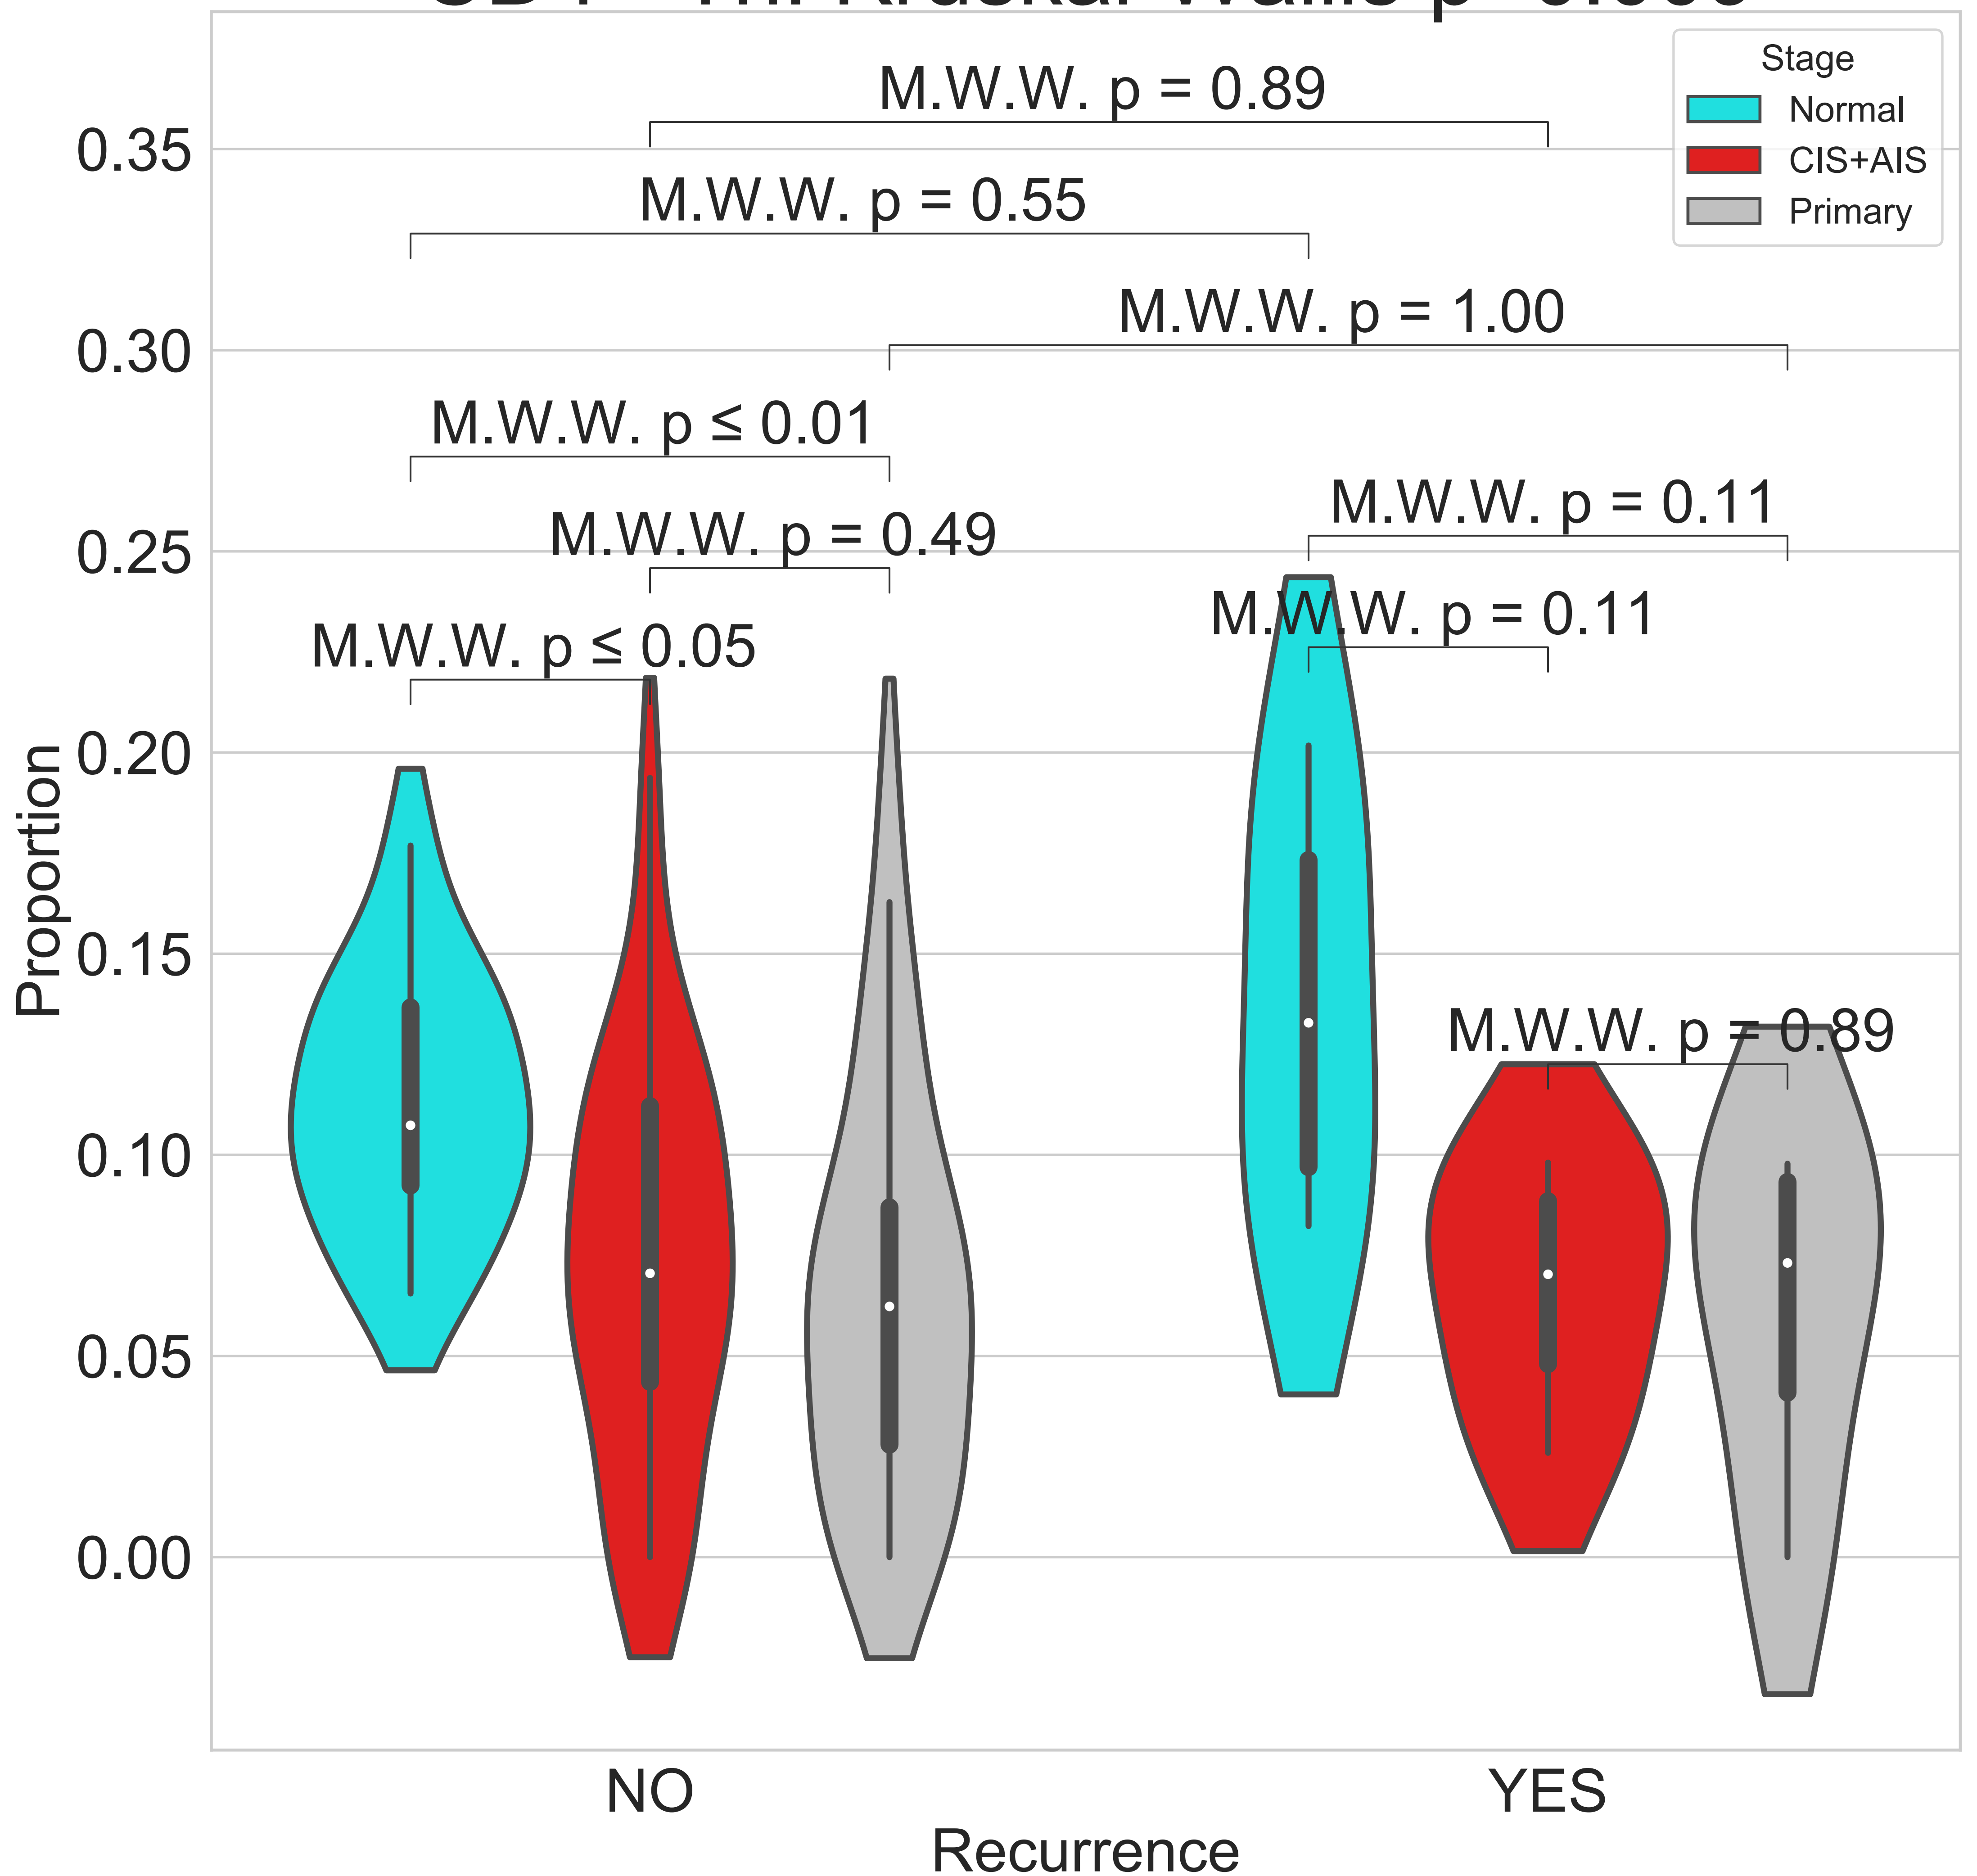 Stage
Normal
CIS+AIS
Primary
M.W.W. p = 0.89
M.W.W. p = 0.55
M.W.W. p = 1.00
M.W.W. p ≤ 0.01
M.W.W. p = 0.49
M.W.W. p ≤ 0.05
M.W.W. p = 0.11
M.W.W. p = 0.11
M.W.W. p = 0.89
0.35
0.30
0.25
0.20
0.15
0.10
0.05
0.00
Proportion
NO
YES
Recurrence